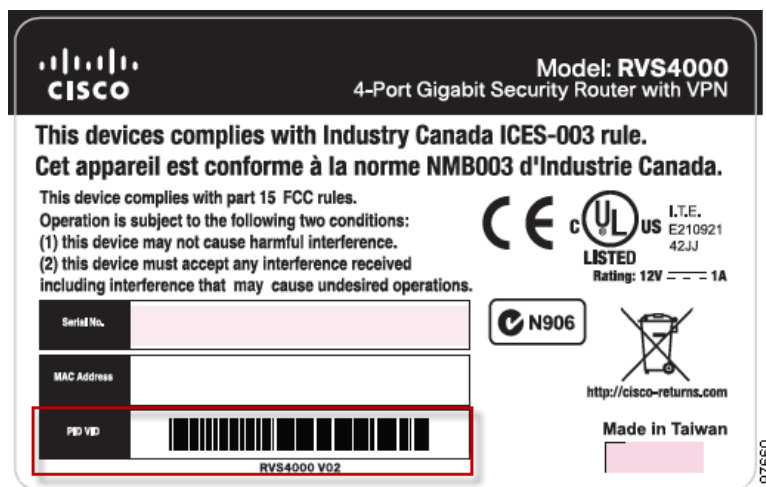 CISCO
Model: RVS4000
4-Port Gigabit Security Router with VPN
This devices complies with Industry Canada ICES-003 rule.
Cet appareil est conforme à la norme NMB003 d'Industrie Canada.
This device complies with part 15 FCC rules.
Operation is subject to the following two conditions:
(1) this device may not cause harmful interference.
(2) this device must accept any interference received
including interference that may cause undesired operations.
CE
C UL US
LISTED
I.T.E.
E210921
42JJ
Rating: 12V 1A
Serial No.
N906
MAC Address
http://cisco-returns.com
PID VID
RVS4000 V02
Made in Taiwan